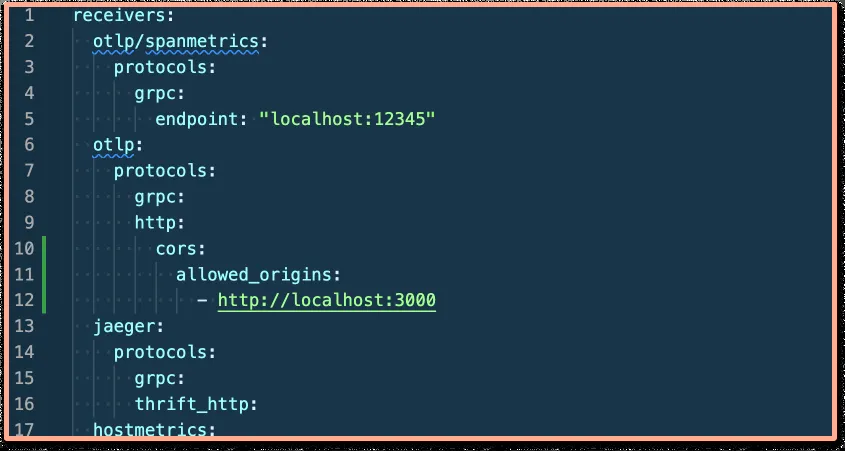 1 receivers:
2 otlp/spanmetrics:
3 protocols:
4 grpc:
5 endpoint: "localhost:12345"
6 otlp:
7 protocols:
8 grpc:
9 http:
10 cors:
11 allowed_origins:
12 - http://localhost:3000
13 jaeger:
14 protocols:
15 grpc:
16 thrift_http:
17 hostmetrics: